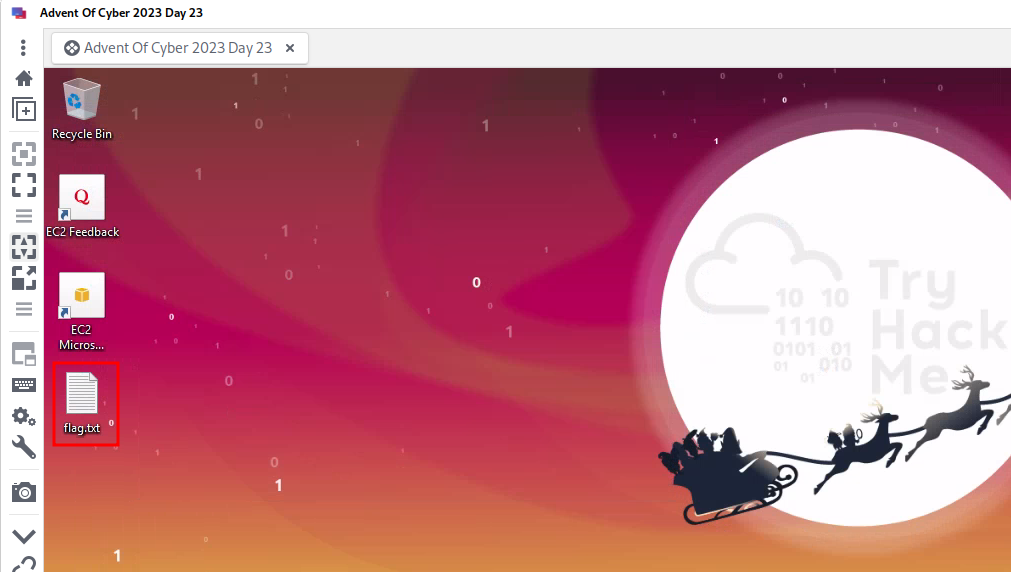 Advent Of Cyber 2023 Day 23
Advent Of Cyber 2023 Day 23
Recycle Bin
EC2 Feedback
EC2
Micros...
flag.txt
Try
Hack
Me
10 10
1110
0101 01
01 010
01